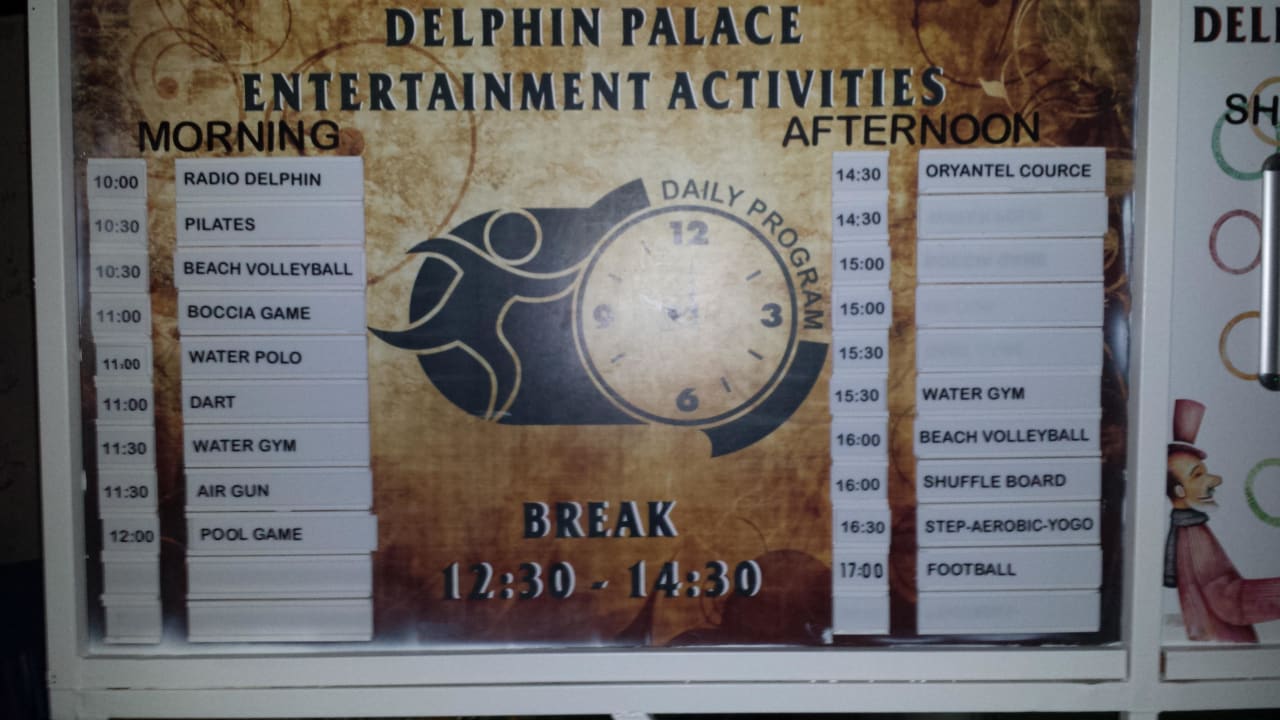 DELPHIN PALACE
ENTERTAINMENT ACTIVITIES
MORNING
10:00 RADIO DELPHIN
10:30 PILATES
10:30 BEACH VOLLEYBALL
11:00 BOCCIA GAME
11:00 WATER POLO
11:00 DART
11:30 WATER GYM
11:30 AIR GUN
12:00 POOL GAME
DAILY PROGRAM
12
3
6
9
BREAK
12:30 - 14:30
AFTERNOON
14:30 ORYANTEL COURCE
14:30
15:00
15:00
15:30
15:30 WATER GYM
16:00 BEACH VOLLEYBALL
16:00 SHUFFLE BOARD
16:30 STEP-AEROBIC-YOGO
17:00 FOOTBALL